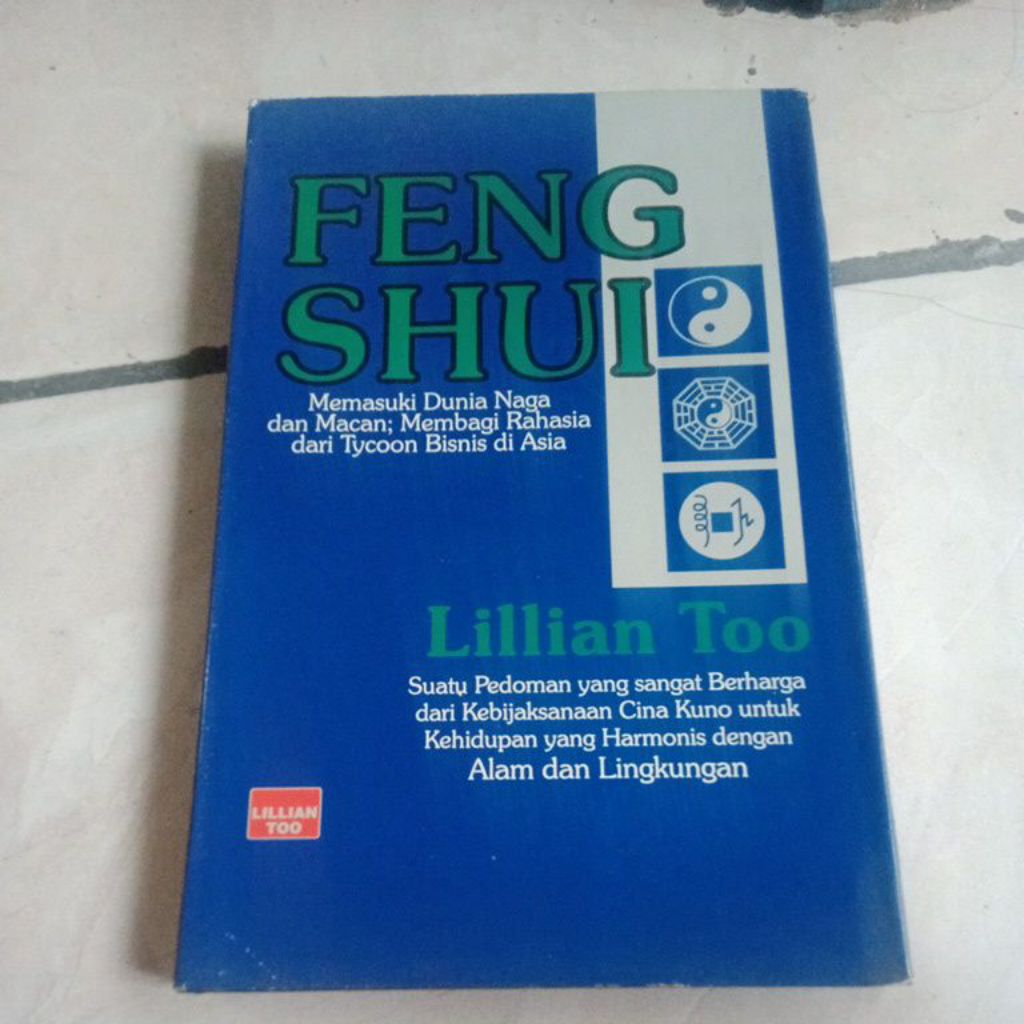 FENG
SHUI
Memasuki Dunia Naga
dan Macan; Membagi Rahasia
dari Tycoon Bisnis di Asia
Lillian Too
Suatu Pedoman yang sangat Berharga
dari Kebijaksanaan Cina Kuno untuk
Kehidupan yang Harmonis dengan
Alam dan Lingkungan
LILLIAN
TOO